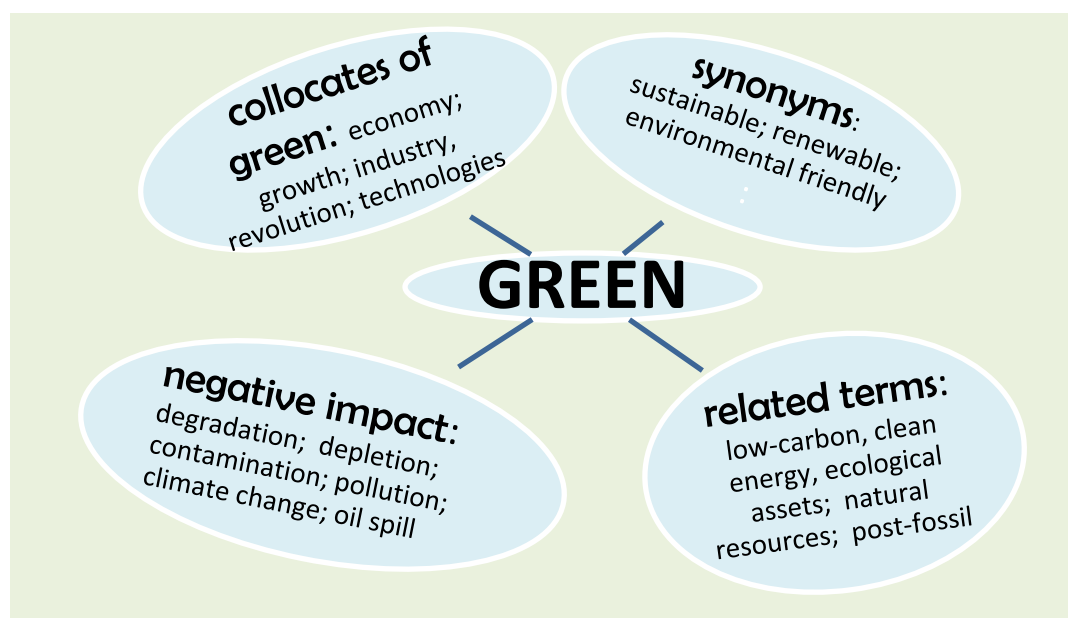 collocates of
green: economy;
growth; industry,
revolution; technologies
synonyms:
sustainable; renewable;
environmental friendly
GREEN
negative impact:
degradation; depletion;
contamination; pollution;
climate change; oil spill
related terms:
low-carbon, clean
energy, ecological
assets; natural
resources; post-fossil